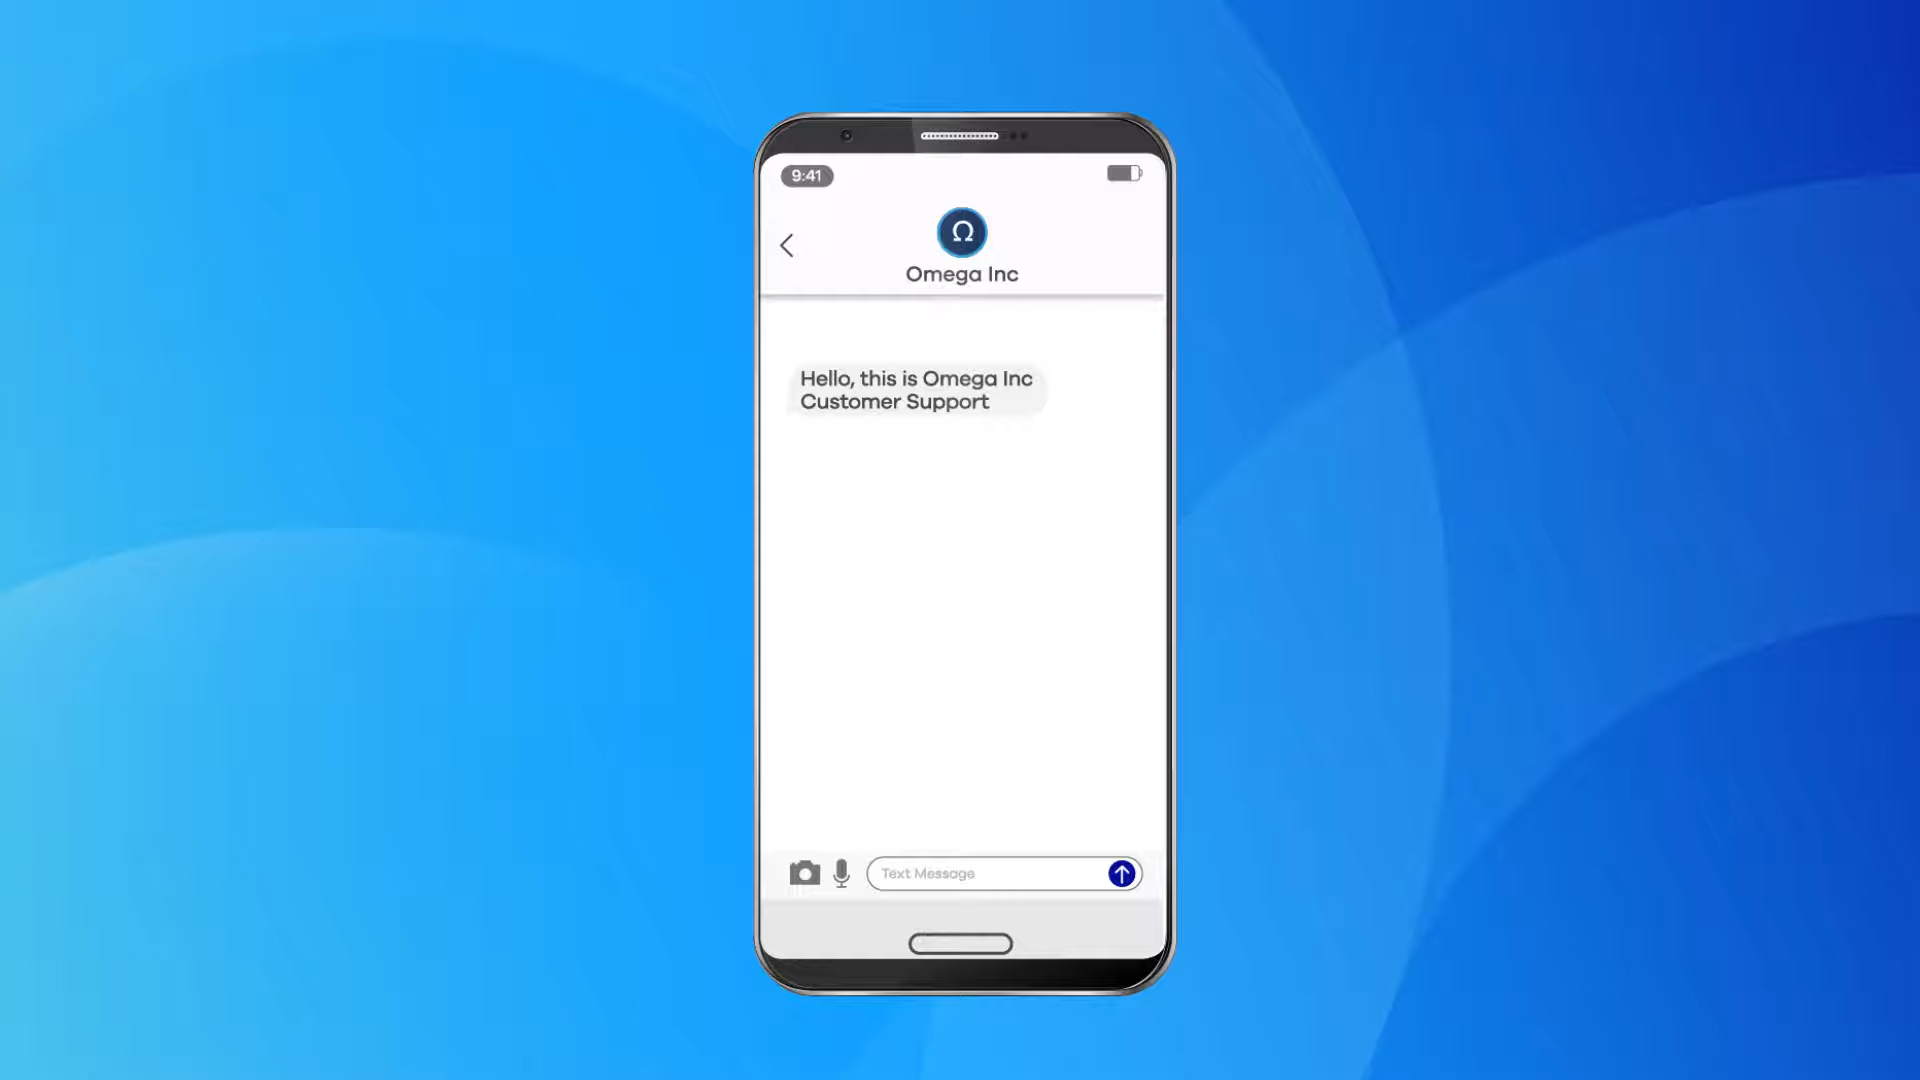 9:41
Ω
Omega Inc
Hello, this is Omega Inc
Customer Support
Text Message